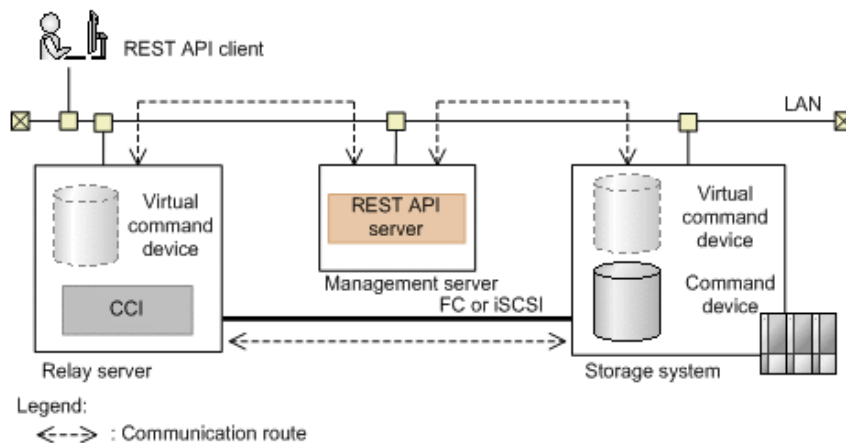 REST API client
LAN
Virtual
command
device
CCI
Relay server
REST API
server
Management server
FC or iSCSI
Virtual
command
device
Command
device
Storage system
Legend:
: Communication route